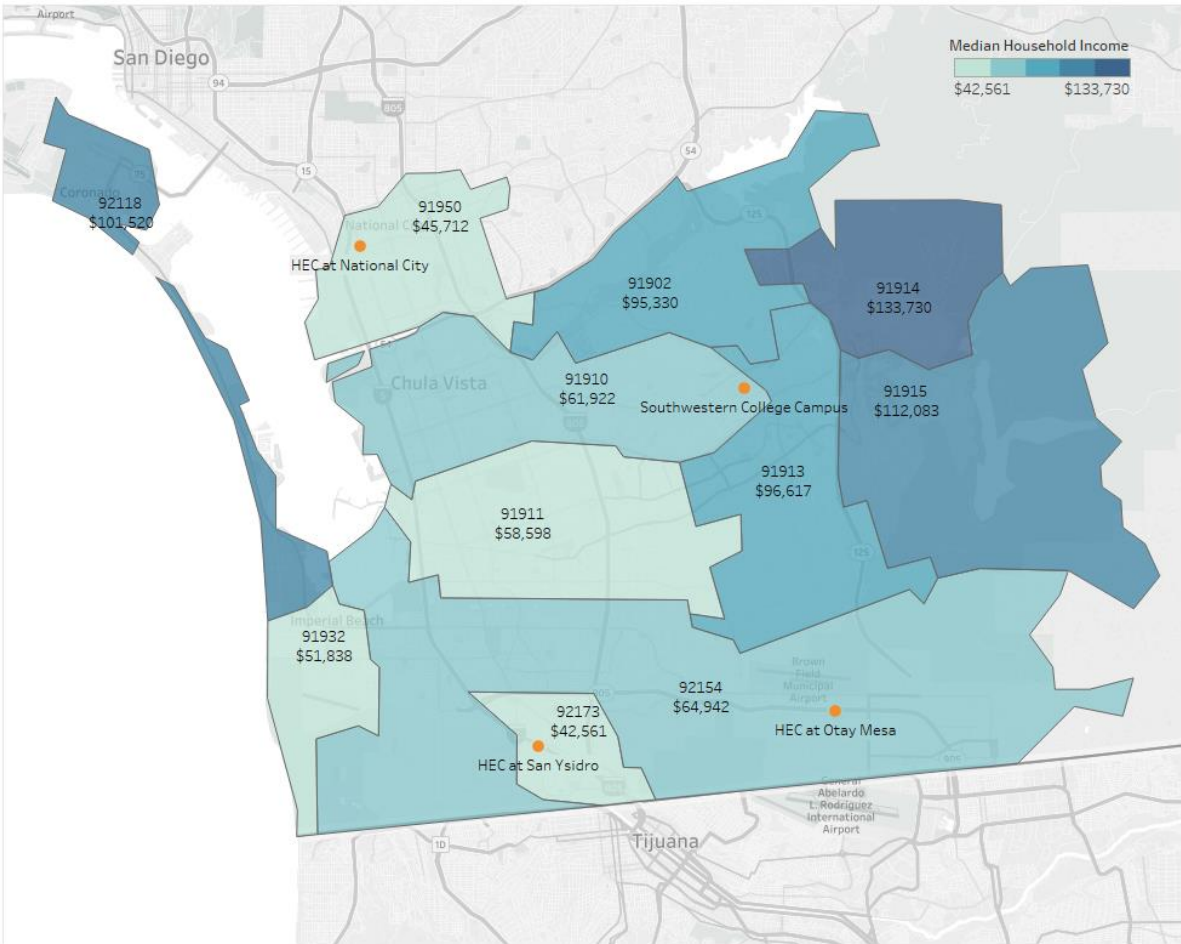 Airport
San Diego
94
805
15
54
125
75
Median Household Income
$42,561 $133,730
Coronado
92118
$101,520
91950
$45,712
National C
HEC at National City
91902
$95,330
91914
$133,730
Chula Vista
91910
$61,922
Southwestern College Campus
91915
$112,083
91913
$96,617
91911
$58,598
125
Imperial Beach
91932
$51,838
92154
$64,942
Brown
Field
Municipal
Airport
HEC at Otay Mesa
92173
$42,561
HEC at San Ysidro
905
905
General
Abelardo
L. Rodríguez
International
Airport
1D
Tijuana